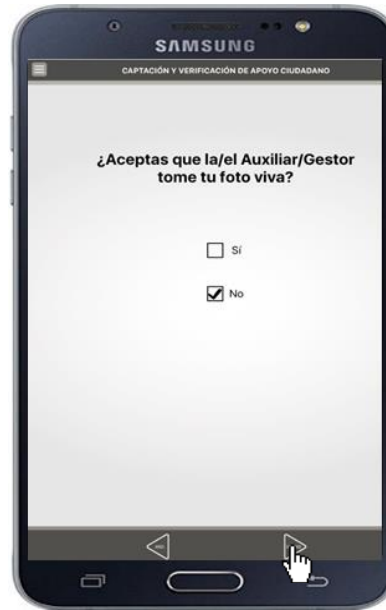 SAMSUNG
CAPTACIÓN Y VERIFICACIÓN DE APOYO CIUDADANO
¿Aceptas que la/el Auxiliar/Gestor
tome tu foto viva?
Sí
No